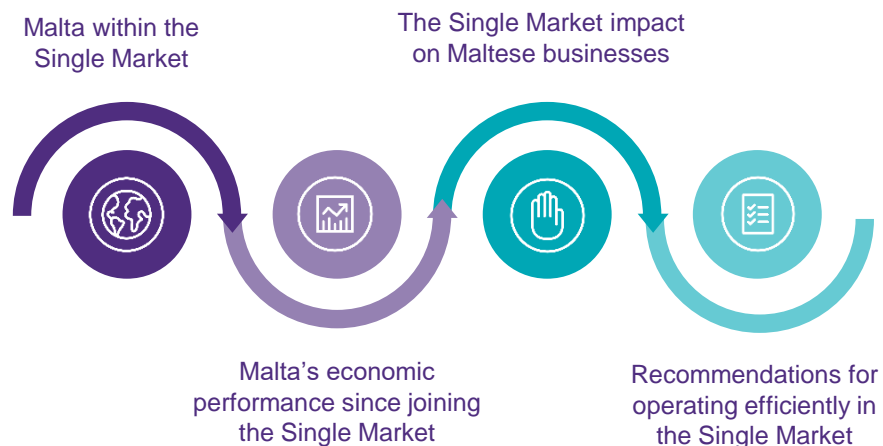 Malta within the
Single Market
Malta’s economic
performance since joining
the Single Market
The Single Market impact
on Maltese businesses
Recommendations for
operating efficiently in
the Single Market